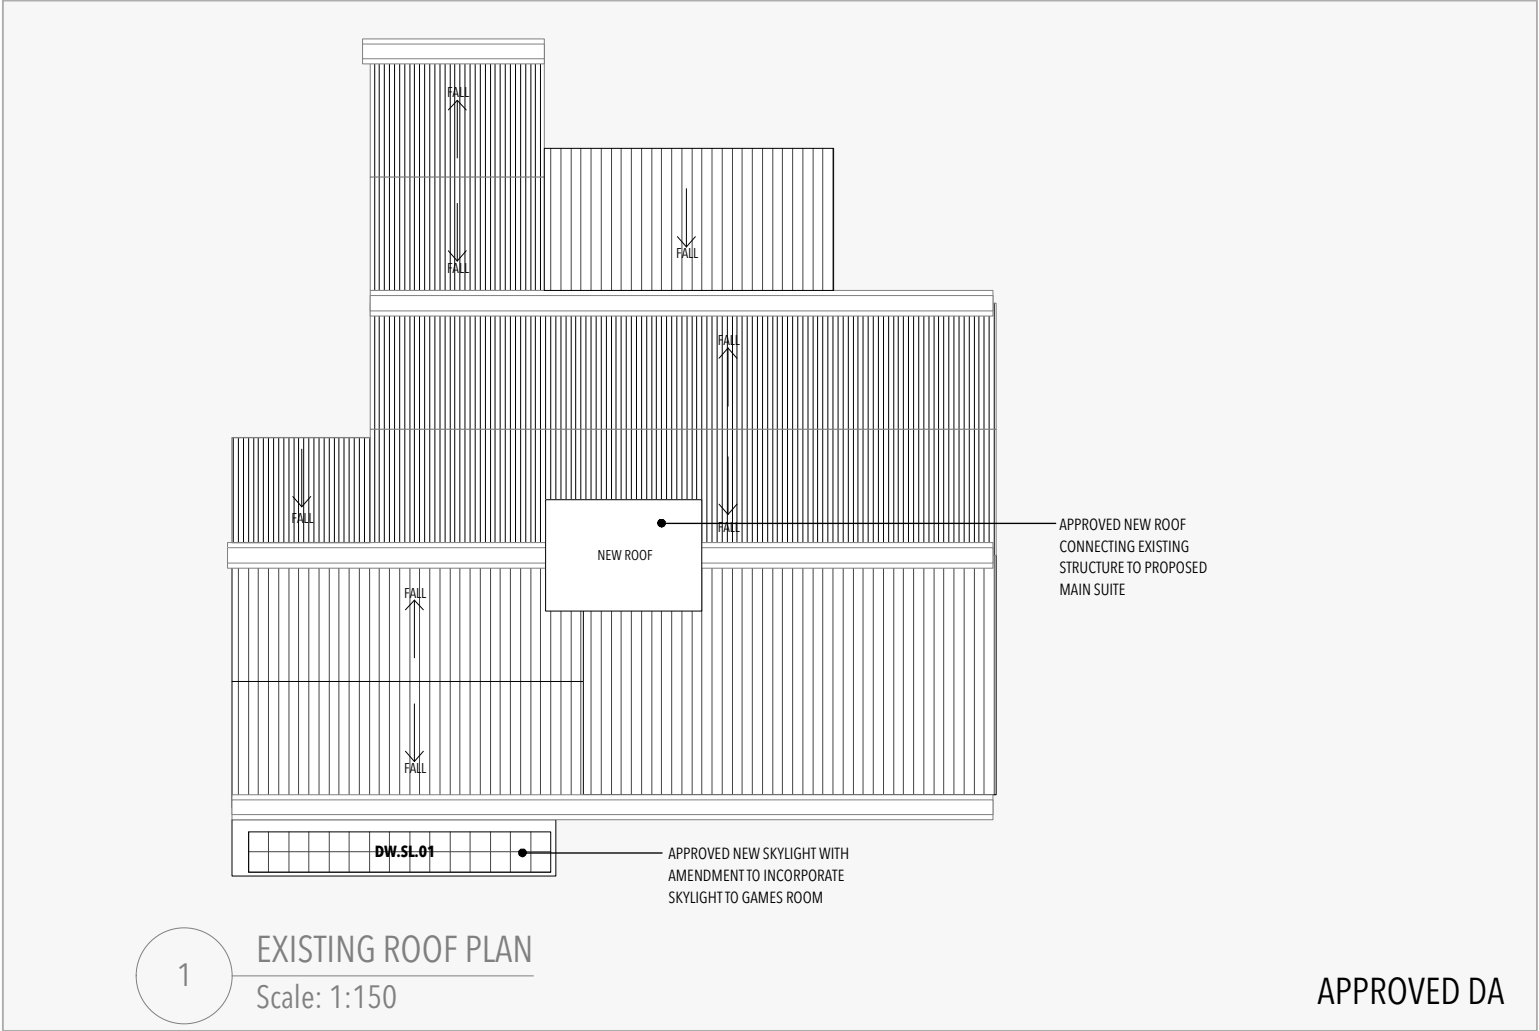 FALL
FALL
FALL
FALL
FALL
FALL
NEW ROOF
APPROVED NEW ROOF
CONNECTING EXISTING
STRUCTURE TO PROPOSED
MAIN SUITE
FALL
FALL
DW.SL.01
APPROVED NEW SKYLIGHT WITH
AMENDMENT TO INCORPORATE
SKYLIGHT TO GAMES ROOM
1
EXISTING ROOF PLAN
Scale: 1:150
APPROVED DA